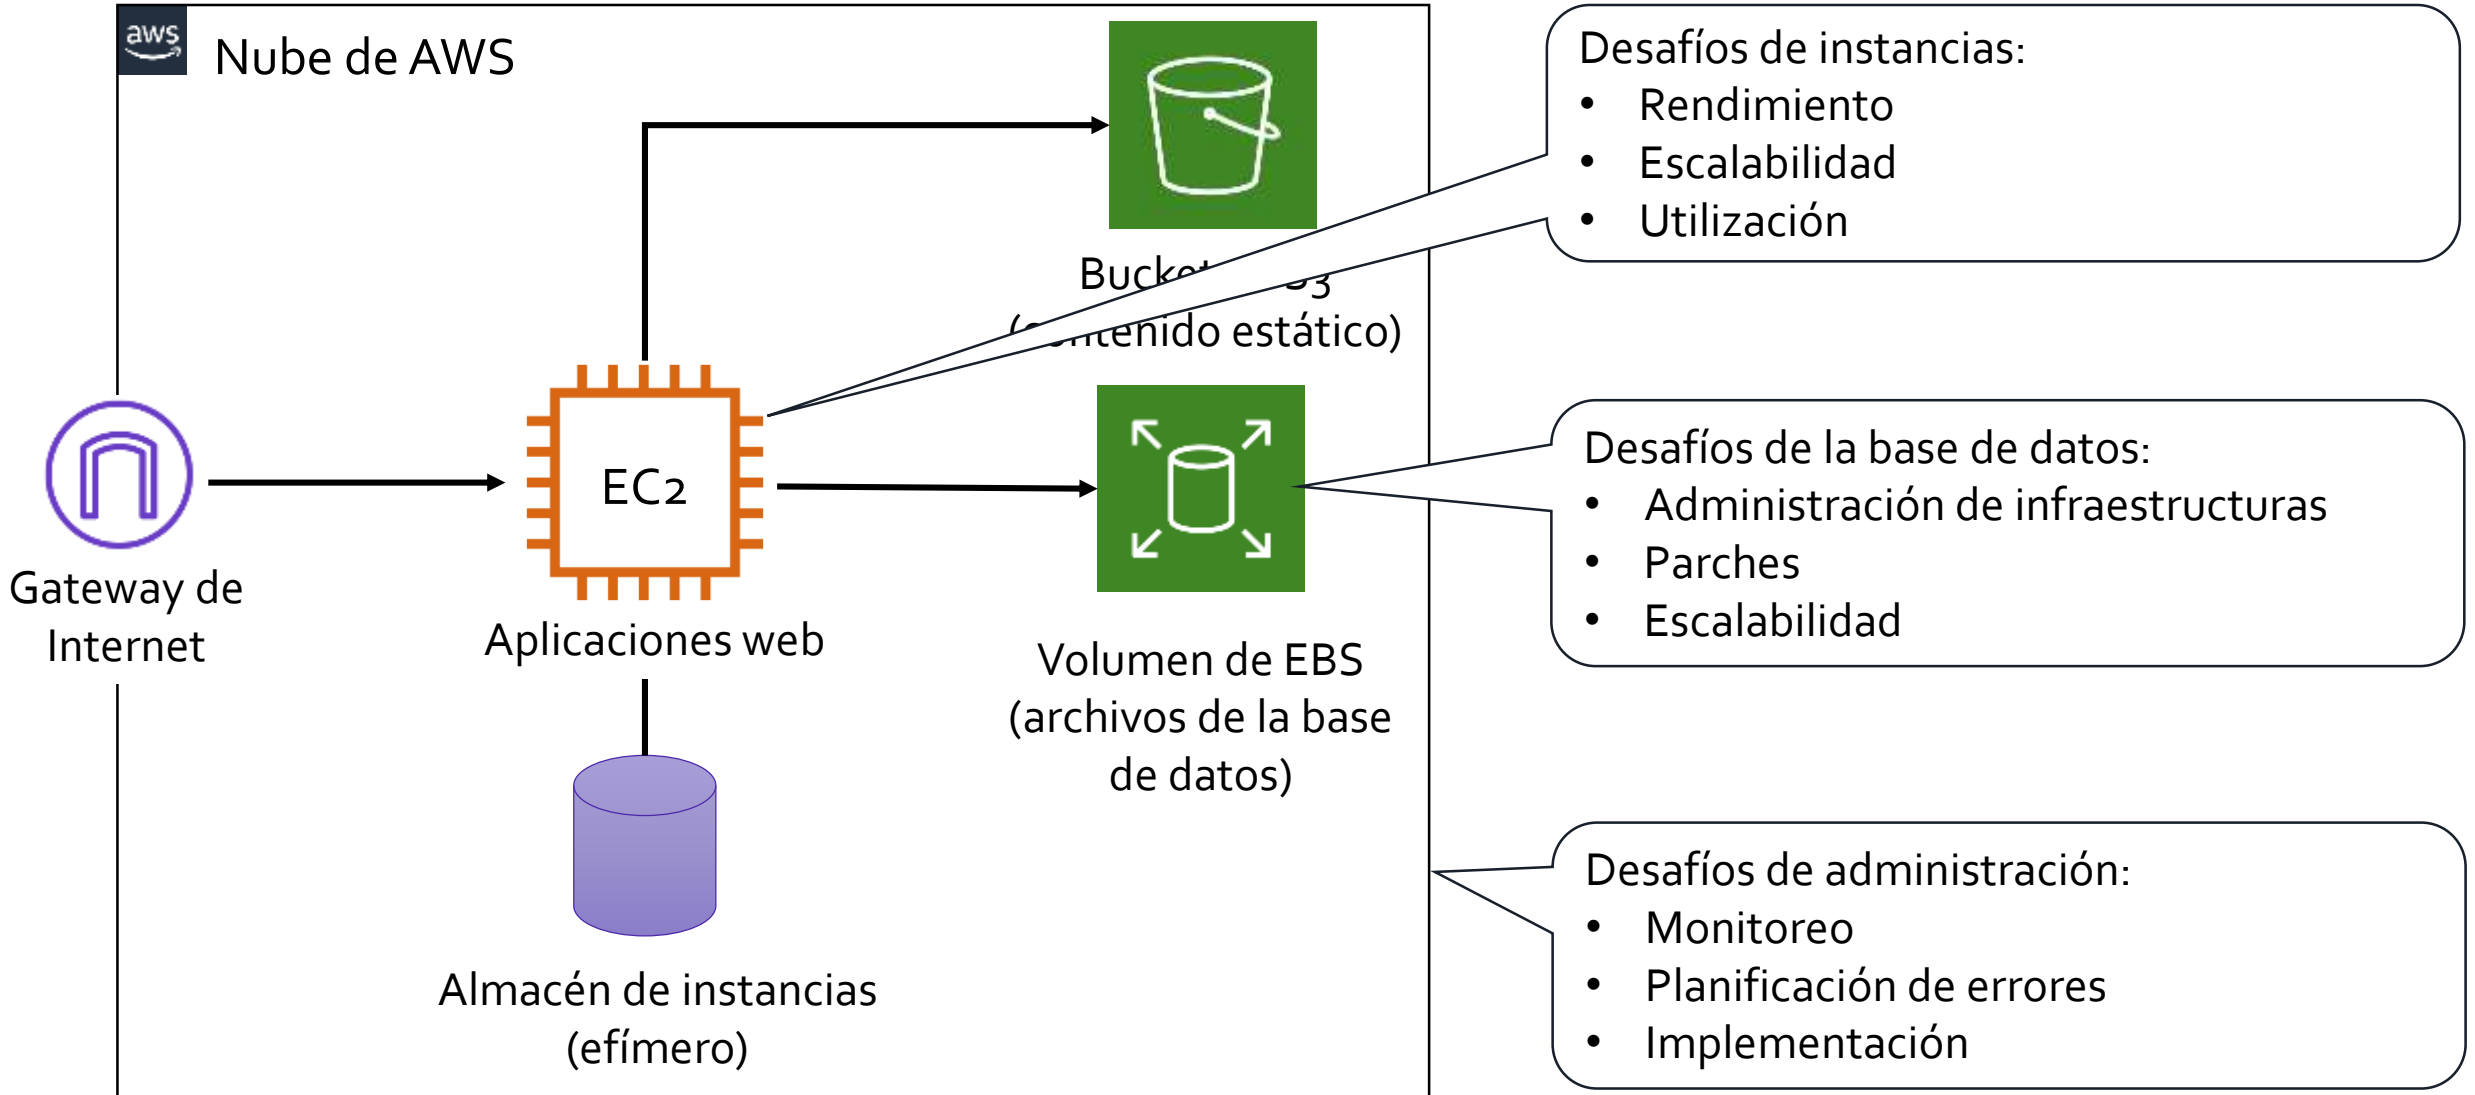 aws
Nube de AWS
S3
estático)
EC2
Gateway de
Internet
Aplicaciones web
Volumen de EBS
(archivos de la base
de datos)
Almacén de instancias
(efímero)
Desafíos de instancias:
• Rendimiento
• Escalabilidad
• Utilización
Desafíos de la base de datos:
• Administración de infraestructuras
• Parches
• Escalabilidad
Desafíos de administración:
• Monitoreo
• Planificación de errores
• Implementación